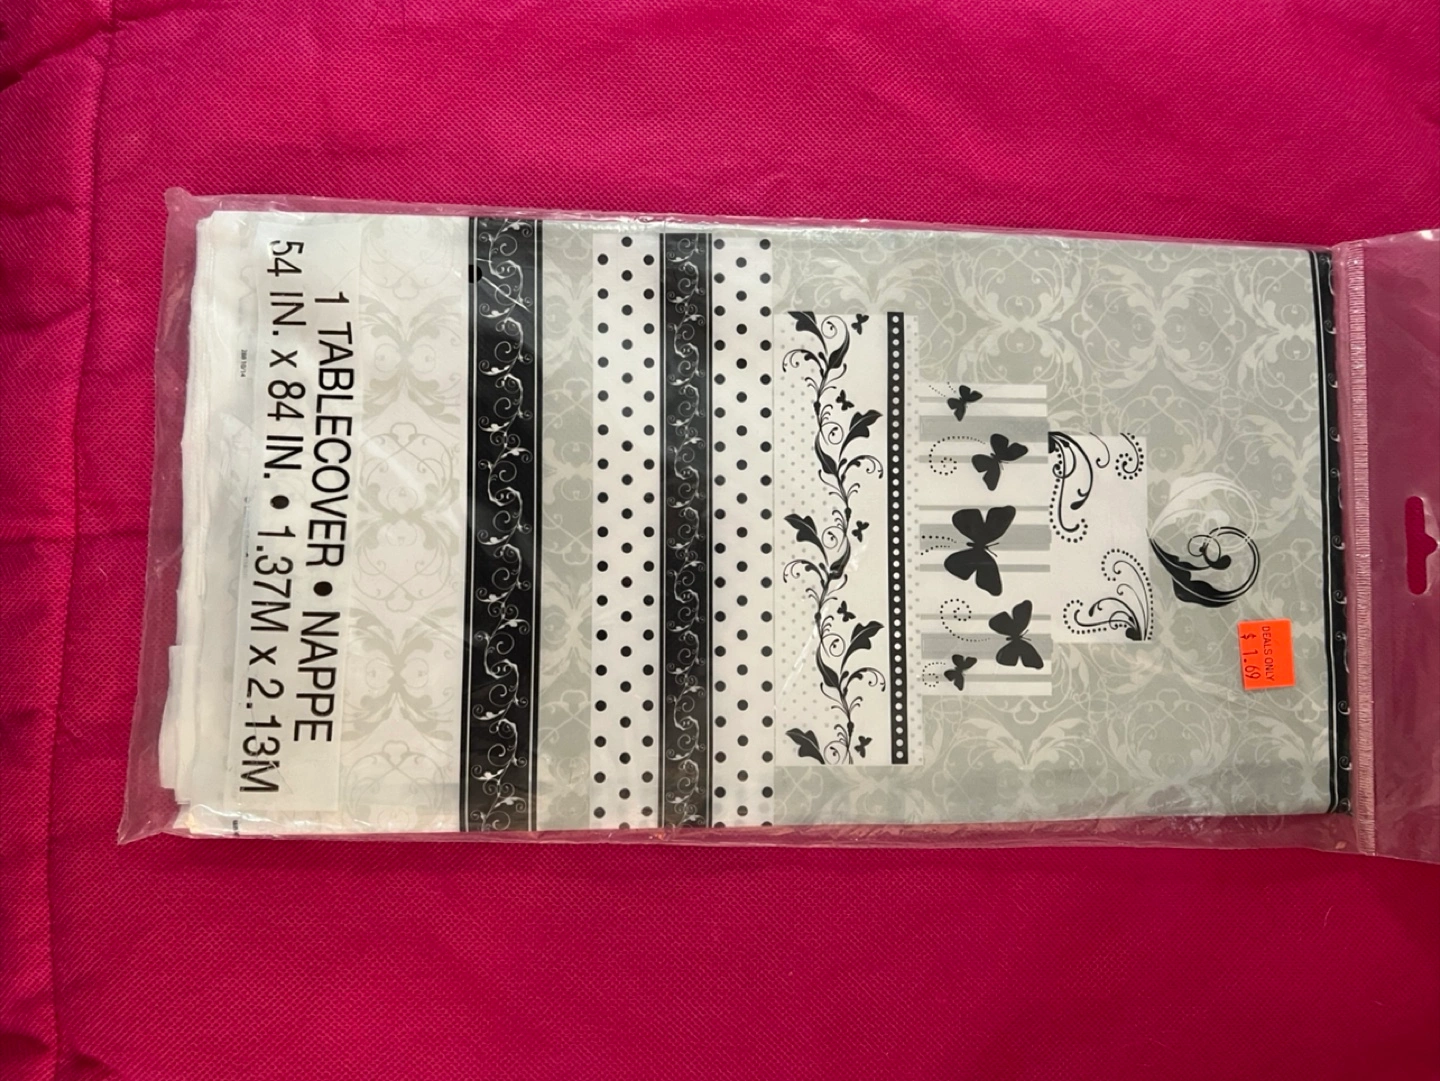 DEALS ONLY
$ 1.69
1 TABLECOVER • NAPPE
54 IN. x 84 IN. • 1.37M x 2.13M